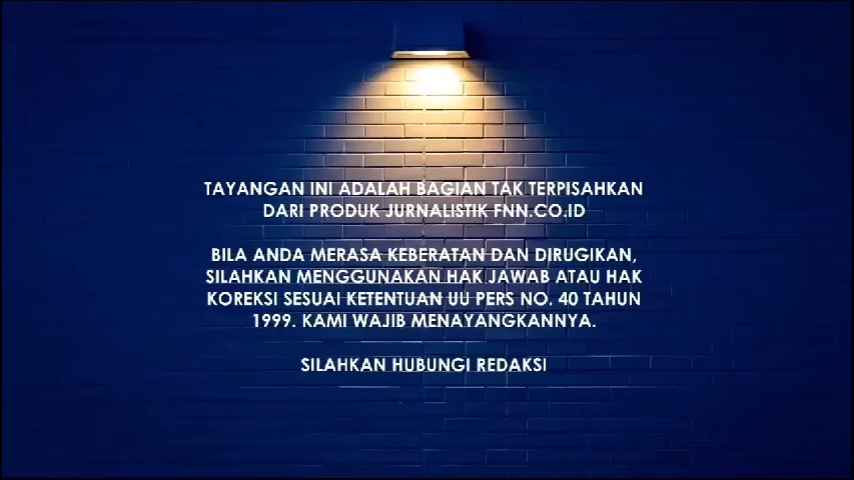 TAYANGAN INI ADALAH BAGIAN TAK TERPISAHKAN
DARI PRODUK JURNALISTIK FNN.CO.ID
BILA ANDA MERASA KEBERATAN DAN DIRUGIKAN,
SILAHKAN MENGGUNAKAN HAK JAWAB ATAU HAK
KOREKSI SESUAI KETENTUAN UU PERS NO. 40 TAHUN
1999. KAMI WAJIB MENAYANGKANNYA.
SILAHKAN HUBUNGI REDAKSI